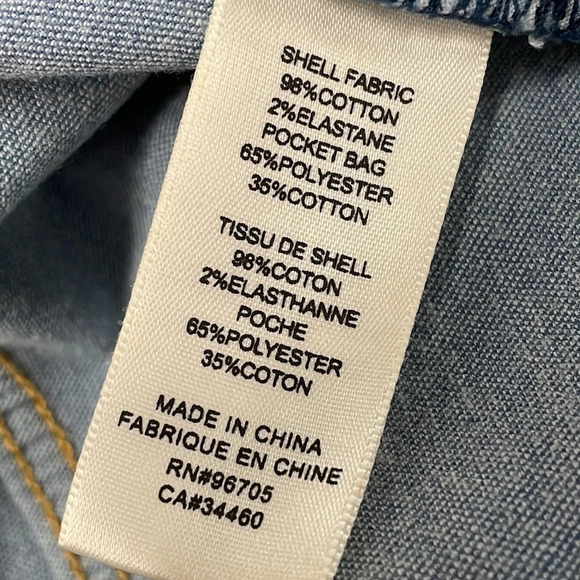 SHELL FABRIC
98%COTTON
2%ELASTANE
POCKET BAG
65%POLYESTER
35%COTTON
TISSU DE SHELL
98%COTON
2%ELASTHANNE
POCHE
65%POLYESTER
35%COTON
MADE IN CHINA
FABRIQUE EN CHINE
RN#96705
CA#34460